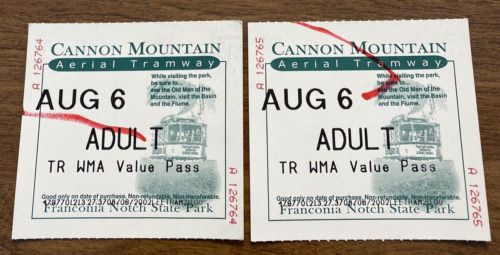 A 126764
CANNON MOUNTAIN
Aerial Tramway
While visiting the park,
be sure to...
see the Old Man of the
Mountain, visit the Basin
and the Flume.
AUG 6
ADULT
TR WMA Value Pass
Good only on date of purchase. Non-refundable. Non-transferable.
Franconia Notch State Park
A 126764
A 126765
CANNON MOUNTAIN
Aerial Tramway
While visiting the park,
be sure to...
see the Old Man of the
Mountain, visit the Basin
and the Flume.
AUG 6
ADULT
TR WMA Value Pass
Good only on date of purchase. Non-refundable. Non-transferable.
Franconia Notch State Park
A 126765